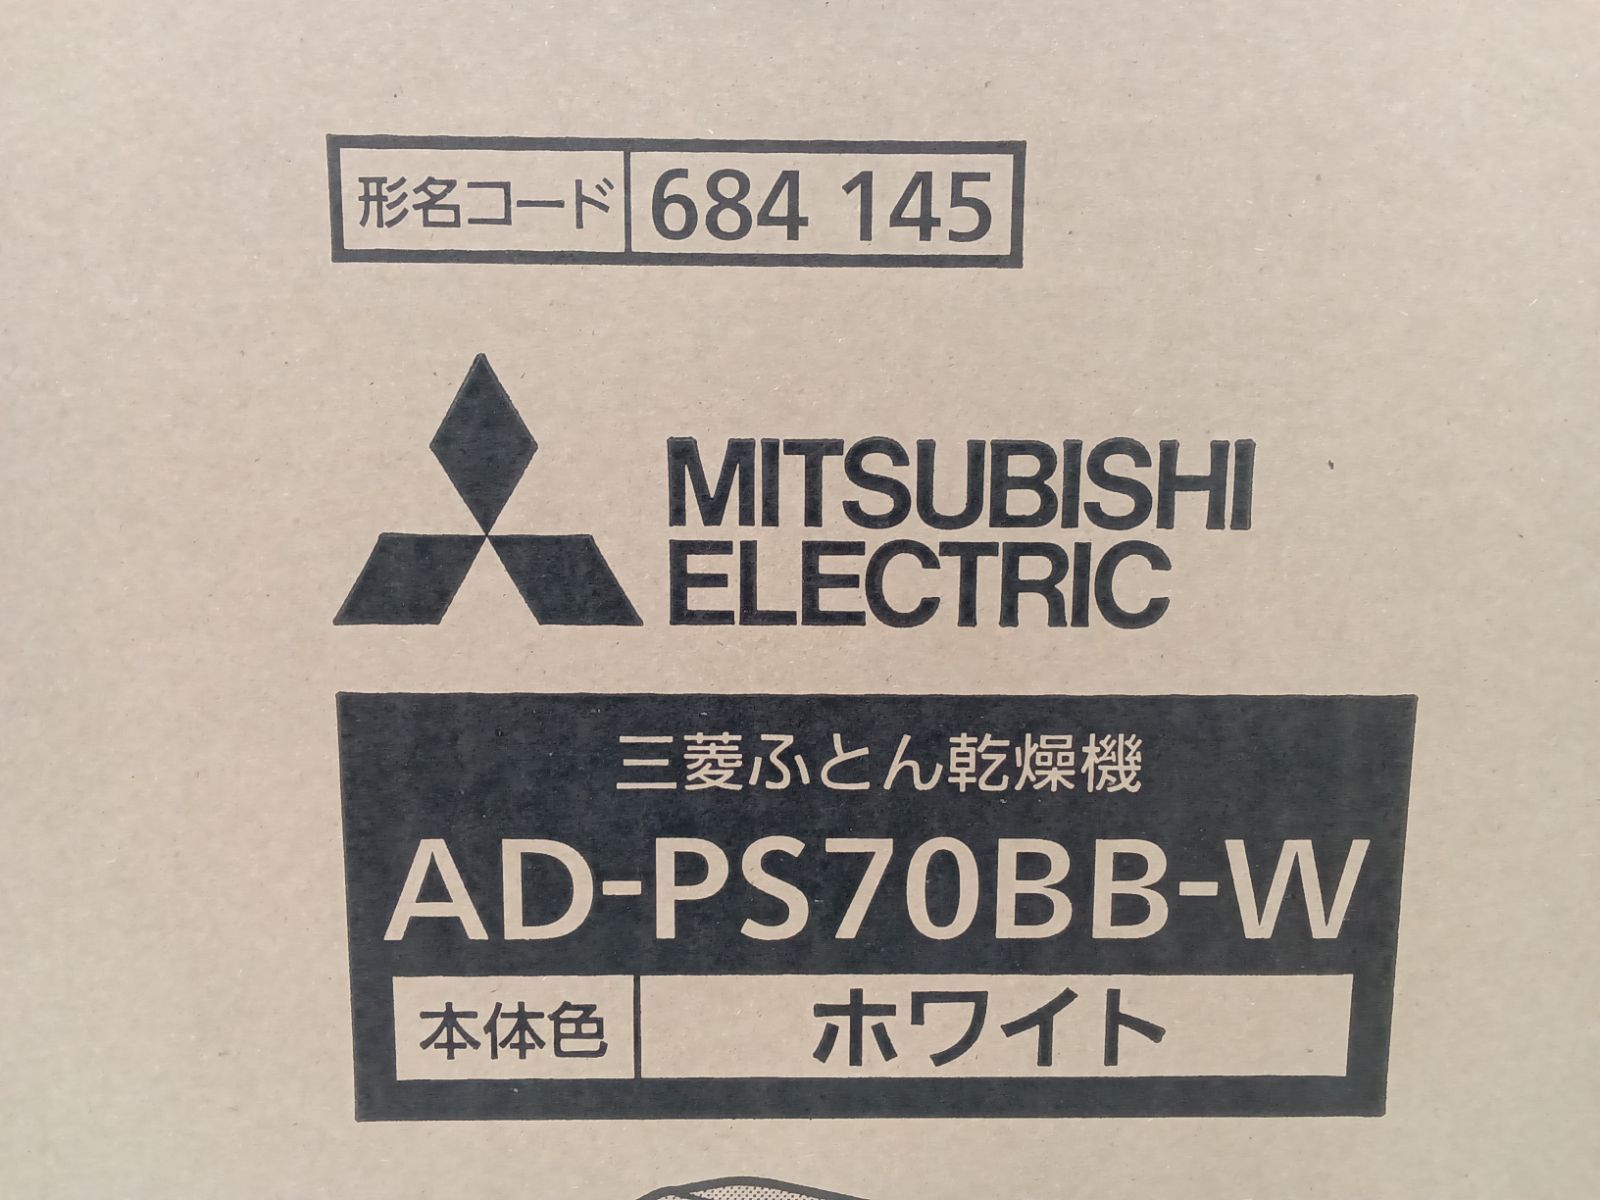 形名コード 684 145
MITSUBISHI
ELECTRIC
三菱ふとん乾燥機
AD-PS70BB-W
本体色 ホワイト